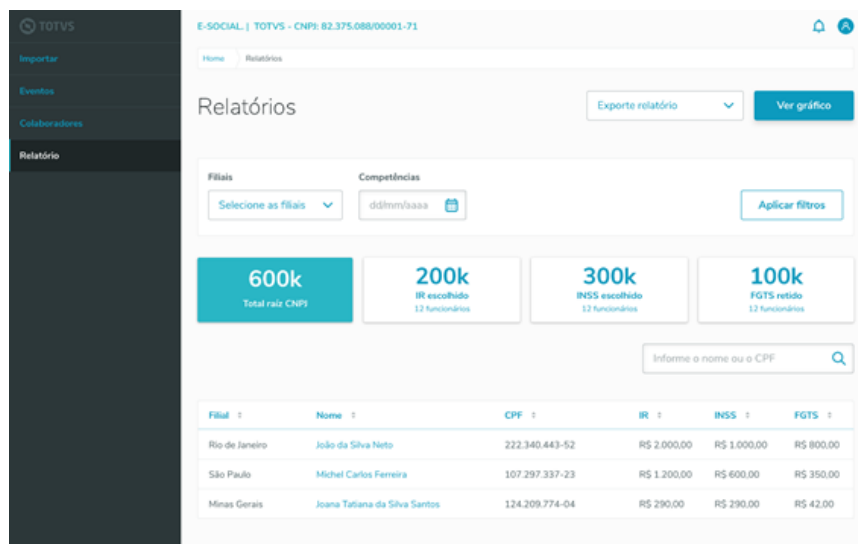 TOTVS
Importar
Eventos
Colaboradores
Relatório
E-SOCIAL. | TOTVS - CNPJ: 82.375.088/00001-71
Home Relatórios
Relatórios
Exporte relatório
Ver gráfico
Filiais Competências
Selecione as filiais dd/mm/aaaa
Aplicar filtros
600k 200k 300k 100k
Total raíz CNPJ IR escolhido INSS escolhido FGTS retido
12 funcionários 12 funcionários 12 funcionários
Informe o nome ou o CPF
Filial Nome CPF IR INSS FGTS
Rio de Janeiro João da Silva Neto 222.340.443-52 R$ 2.000,00 R$ 1.000,00 R$ 800,00
São Paulo Michel Carlos Ferreira 107.297.337-23 R$ 1.200,00 R$ 600,00 R$ 350,00
Minas Gerais Joana Tatiana da Silva Santos 124.209.774-04 R$ 290,00 R$ 290,00 R$ 42,00